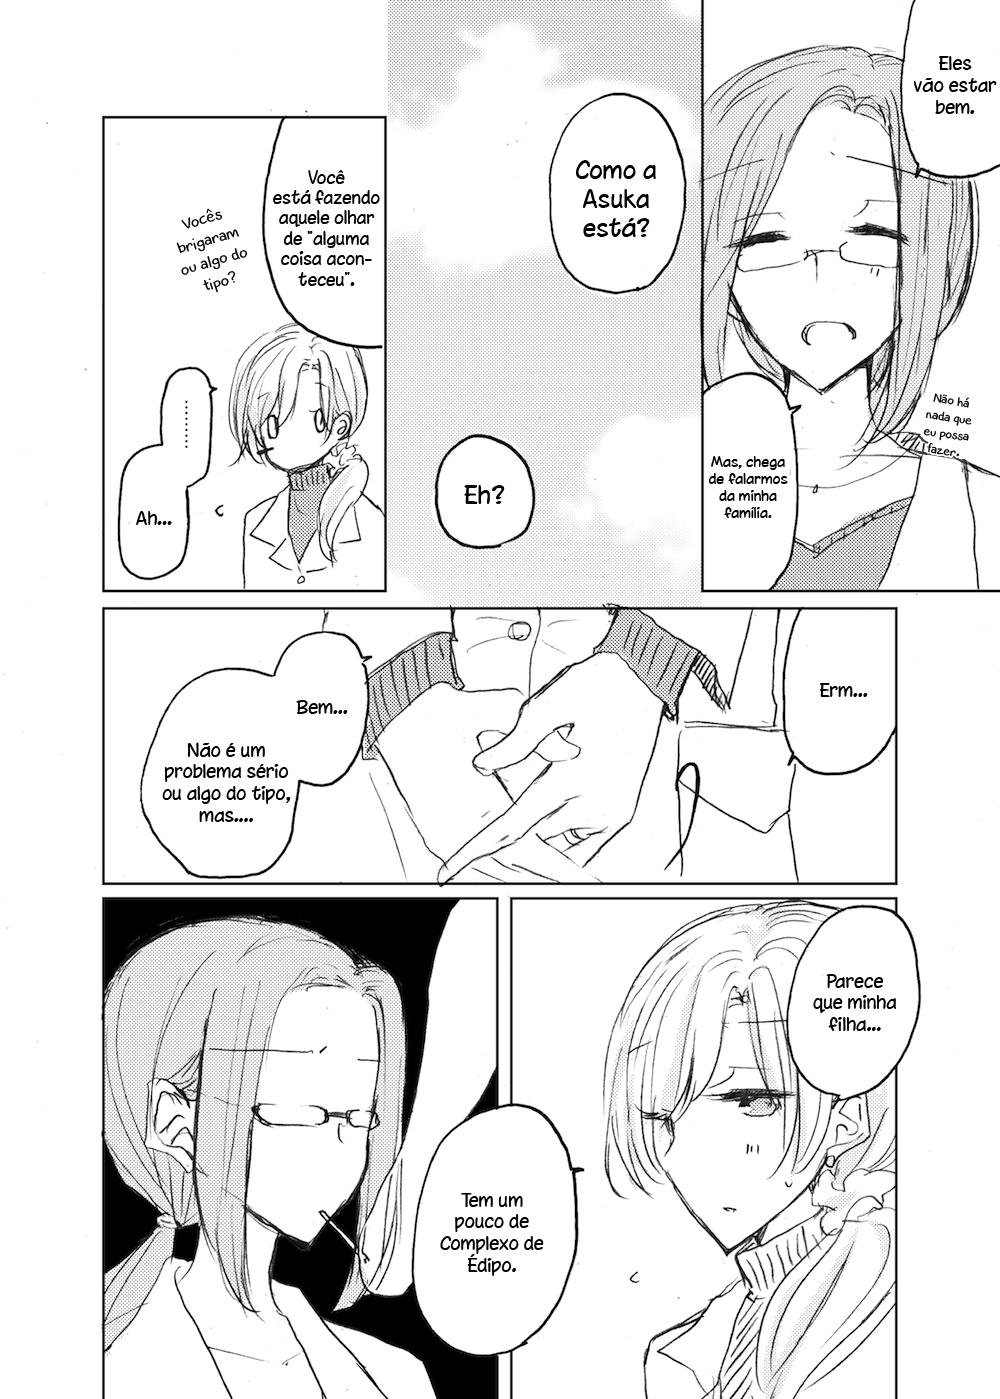 Eles
vão estar
bem.
Não há
nada que
eu possa
fazer.
Mas, chega
de falarmos
da minha
família.
Como a
Asuka
está?
Eh?
Você
está fazendo
aquele olhar
de "alguma
coisa acon-
teceu".
Vocês
brigaram
ou algo do
tipo?
.........
Ah...
Erm...
Bem...
Não é um
problema sério
ou algo do tipo,
mas....
Parece
que minha
filha...
Tem um
pouco de
Complexo de
Édipo.